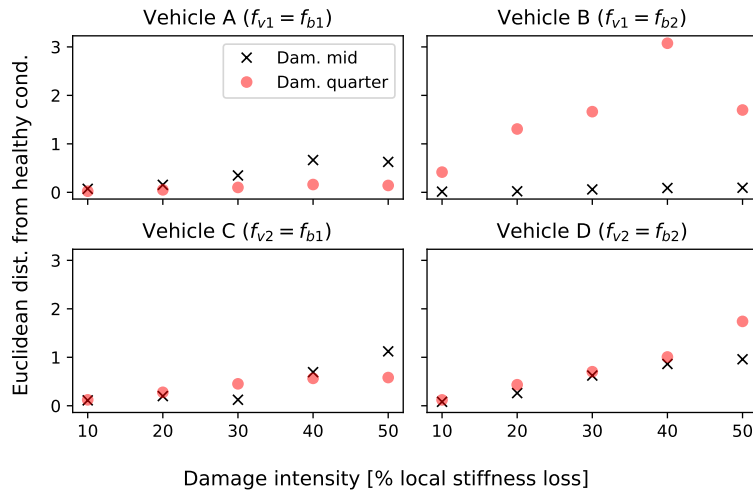 Vehicle A (f_{v1} = f_{b1})
Vehicle B (f_{v1} = f_{b2})
3
2
1
0
Dam. mid
Dam. quarter
Vehicle C (f_{v2} = f_{b1})
Vehicle D (f_{v2} = f_{b2})
3
2
1
0
10 20 30 40 50
10 20 30 40 50
Euclidean dist. from healthy cond.
Damage intensity [% local stiffness loss]